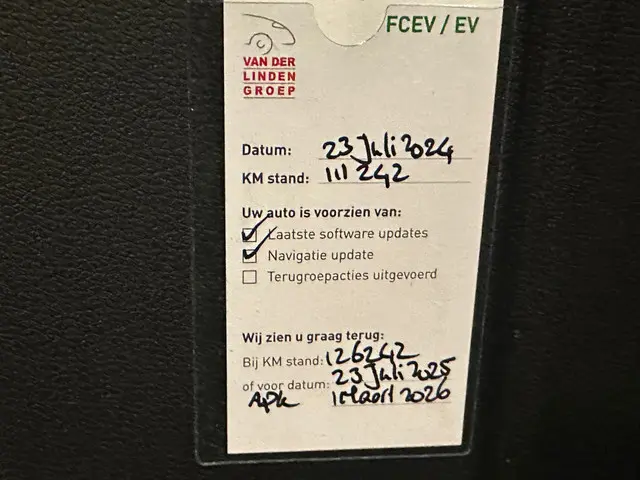 FCEV / EV
VAN DER
LINDEN
GROEP
Datum: 23 Juli 2024
KM stand: 111 242
Uw auto is voorzien van:
Laatste software updates
Navigatie update
Terugroepacties uitgevoerd
Wij zien u graag terug:
Bij KM stand: 126242
of voor datum: 23 Juli 2025
APK 1 Maart 2026